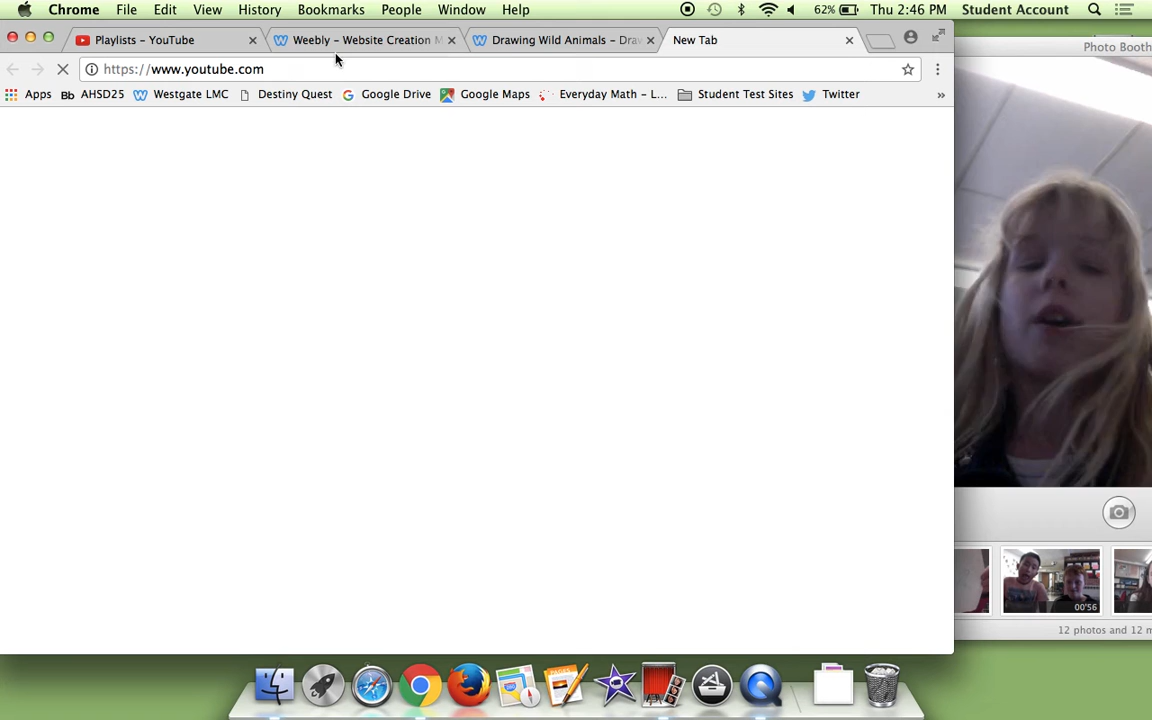 Chrome File Edit View History Bookmarks People Window Help 62% Thu 2:46 PM Student Account
Photo Booth
Playlists - YouTube Weebly - Website Creation M Drawing Wild Animals - Dra New Tab
https://www.youtube.com
Apps Bb AHSD25 Westgate LMC Destiny Quest Google Drive Google Maps Everyday Math - L... Student Test Sites Twitter »
00'56
12 photos and 12 m